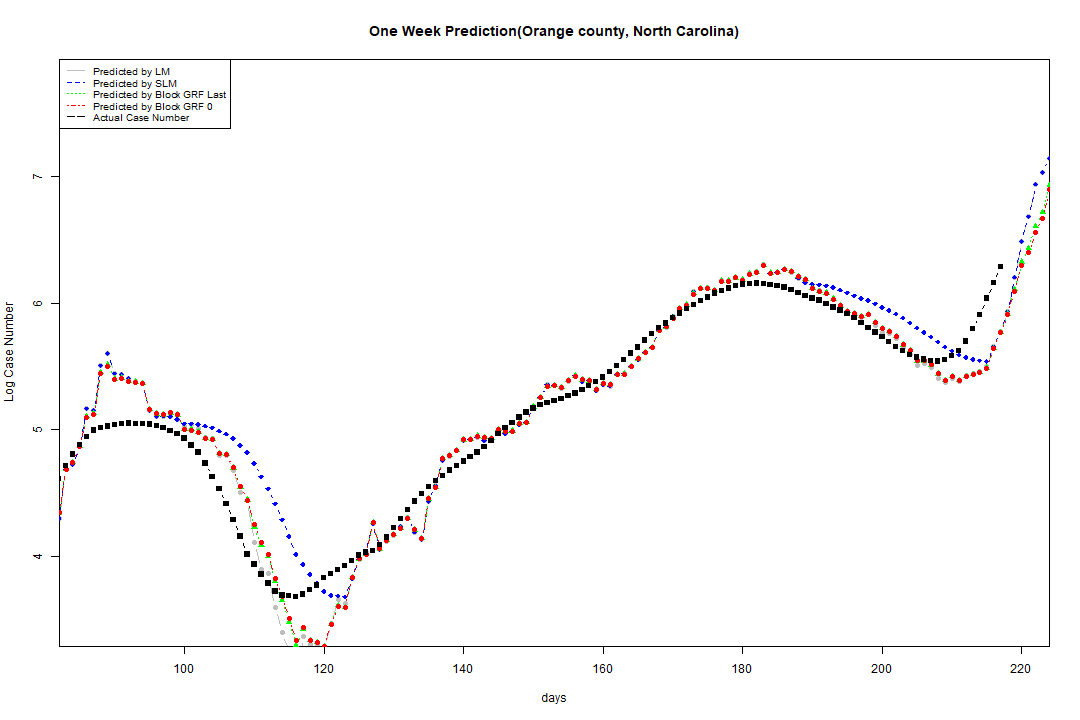 One Week Prediction(Orange county, North Carolina)
Predicted by LM
Predicted by SLM
Predicted by Block GRF Last
Predicted by Block GRF 0
Actual Case Number
Log Case Number
7
6
5
4
100 120 140 160 180 200 220
days